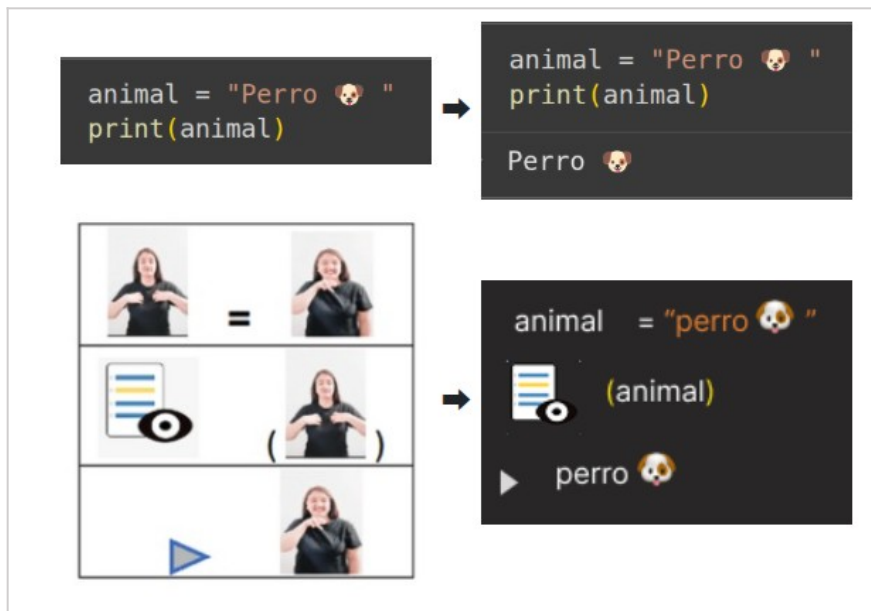 animal = "Perro 🐶 "
print(animal)
animal = "Perro 🐶 "
print(animal)
Perro 🐶
=
( )
animal = “perro 🐶 ”
(animal)
perro 🐶